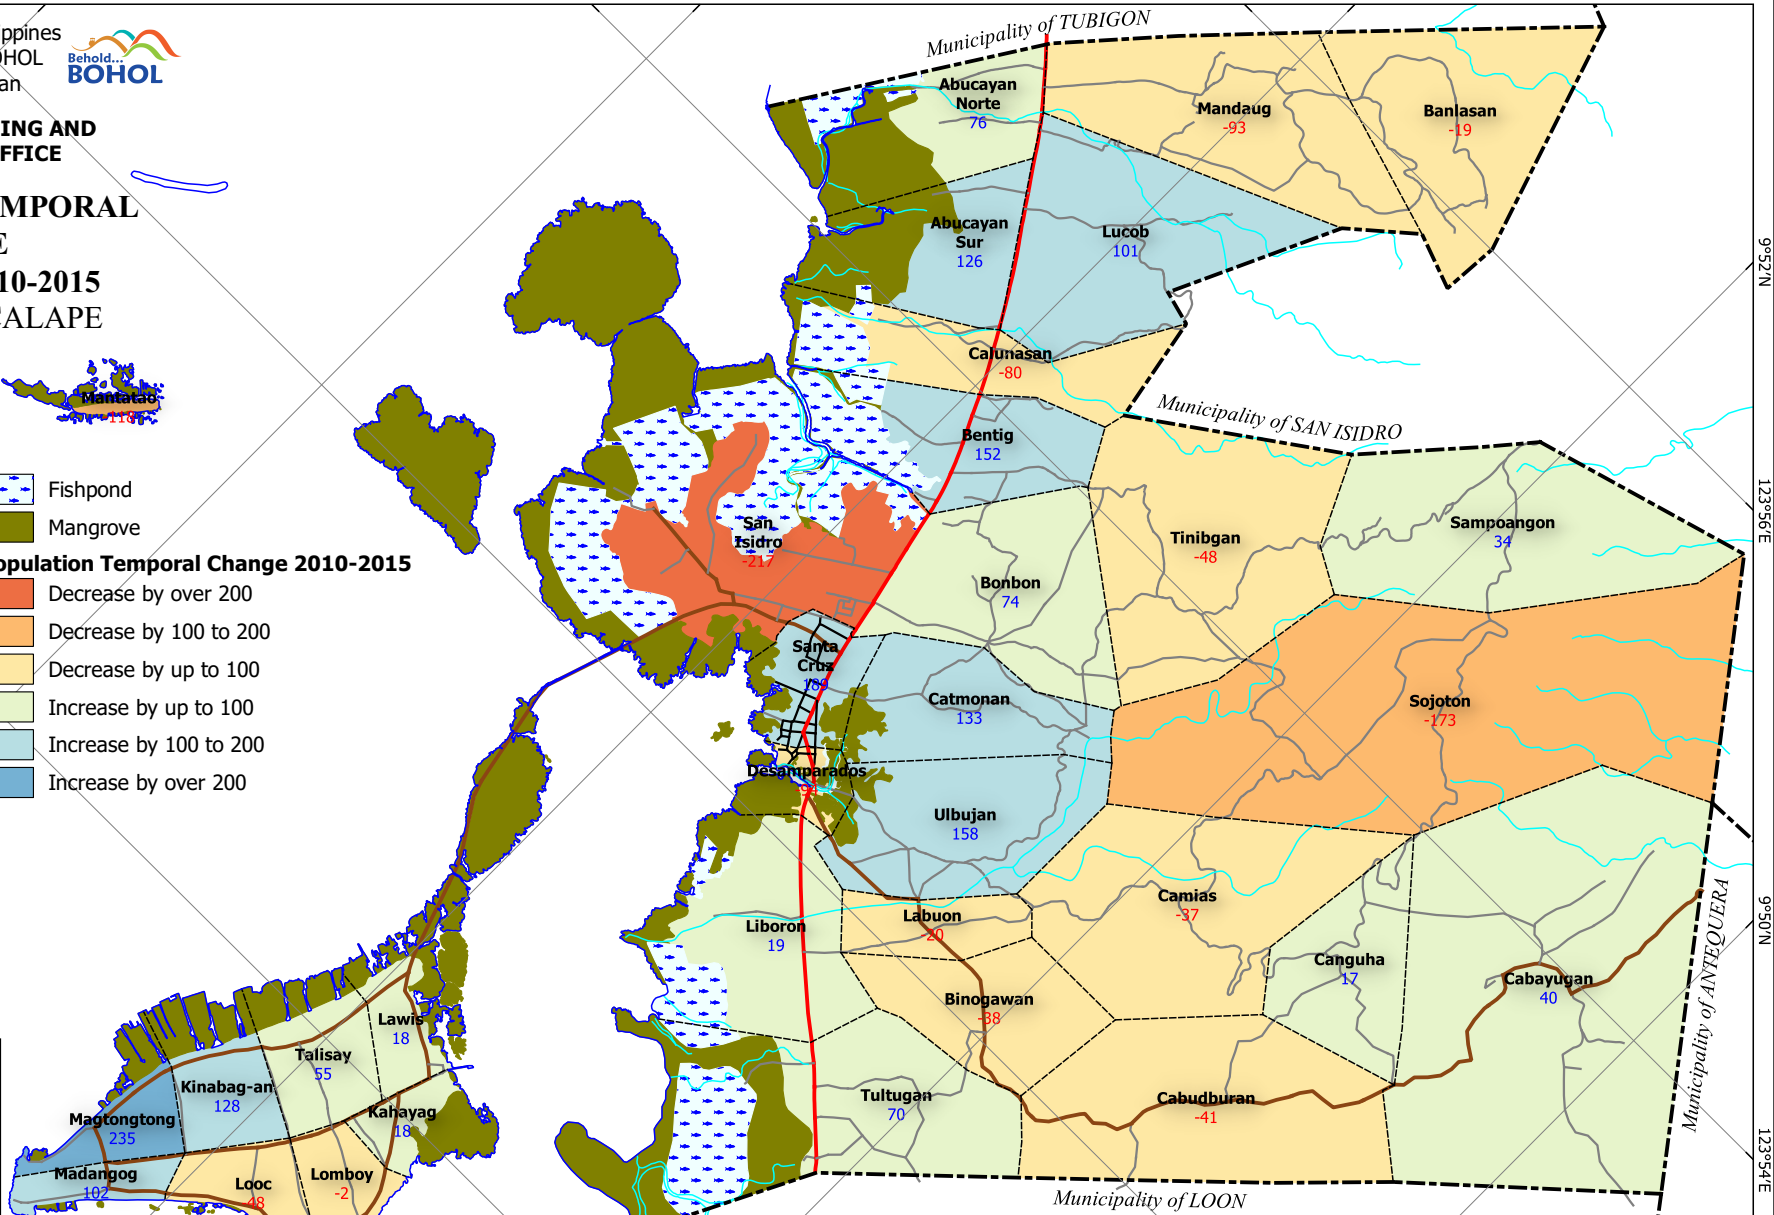 ppines
OHOL
an
Behold...
BOHOL
ING AND
FFICE
MPORAL
E
10-2015
CALAPE
Mantatao
-118
Fishpond
Mangrove
opulation Temporal Change 2010-2015
Decrease by over 200
Decrease by 100 to 200
Decrease by up to 100
Increase by up to 100
Increase by 100 to 200
Increase by over 200
Municipality of TUBIGON
Abucayan
Norte
76
Mandaug
-93
Banlasan
-19
Abucayan
Sur
126
Lucob
101
Calunasan
-80
Municipality of SAN ISIDRO
Bentig
152
San
Isidro
-217
Bonbon
74
Tinibgan
-48
Sampoangon
34
Santa
Cruz
189
Catmonan
133
Sojoton
-173
Desamparados
Ulbujan
158
Liboron
19
Labuon
20
Camias
-37
Canguha
17
Cabayugan
40
Binogawan
-38
Tultugan
70
Cabudburan
-41
Lawis
18
Talisay
55
Kinabag-an
128
Kahayag
18
Magtongtong
235
Madangog
102
Looc
48
Lomboy
-2
Municipality of LOON
Municipality of ANTEQUERA
9°52'N
123°56'E
9°50'N
123°54'E